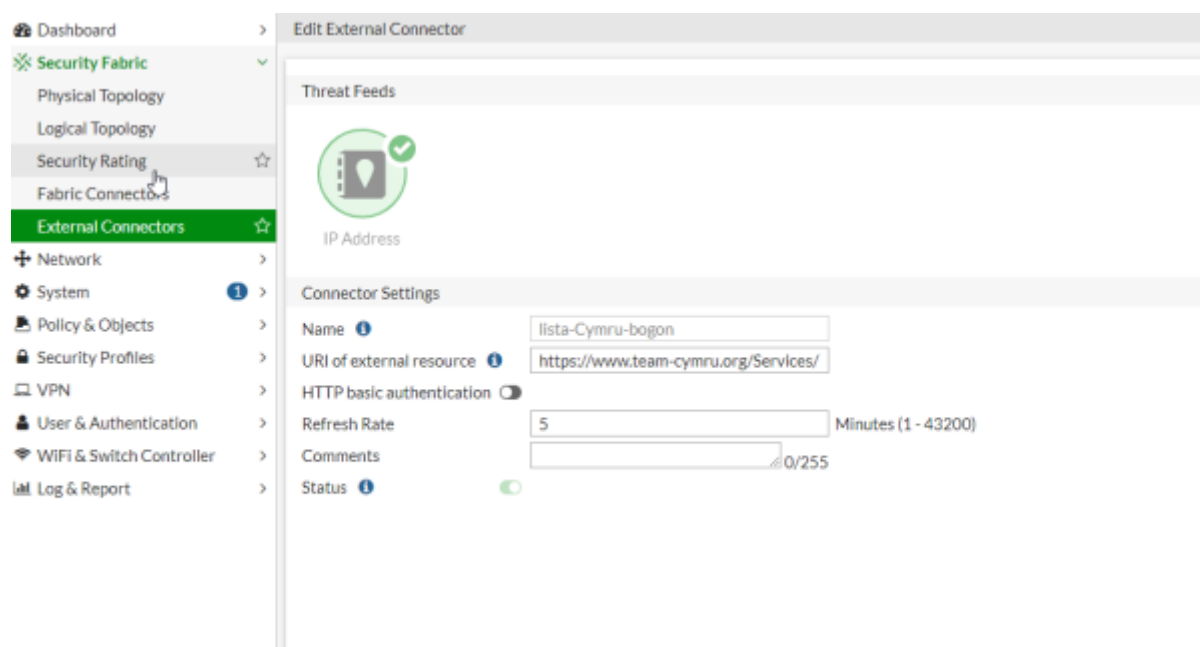 Dashboard
Security Fabric
Physical Topology
Logical Topology
Security Rating
Fabric Connectors
External Connectors
Network
System 1
Policy & Objects
Security Profiles
VPN
User & Authentication
WiFi & Switch Controller
Log & Report
Edit External Connector
Threat Feeds
IP Address
Connector Settings
Name lista-Cymru-bogon
URI of external resource https://www.team-cymru.org/Services/
HTTP basic authentication
Refresh Rate 5 Minutes (1 - 43200)
Comments 0/255
Status